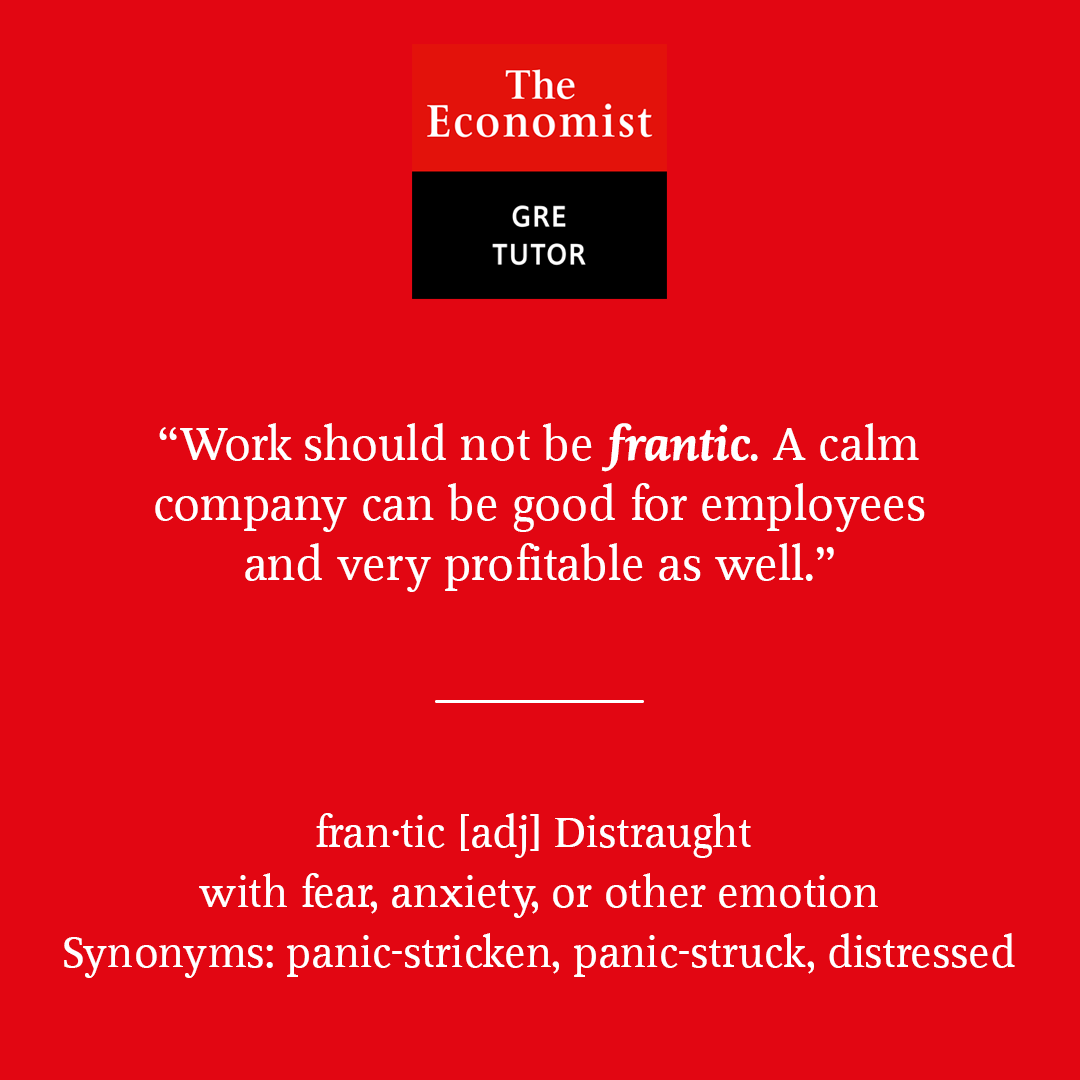 The
Economist
GRE
TUTOR
“Work should not be frantic. A calm
company can be good for employees
and very profitable as well.”
fran·tic [adj] Distraught
with fear, anxiety, or other emotion
Synonyms: panic-stricken, panic-struck, distressed